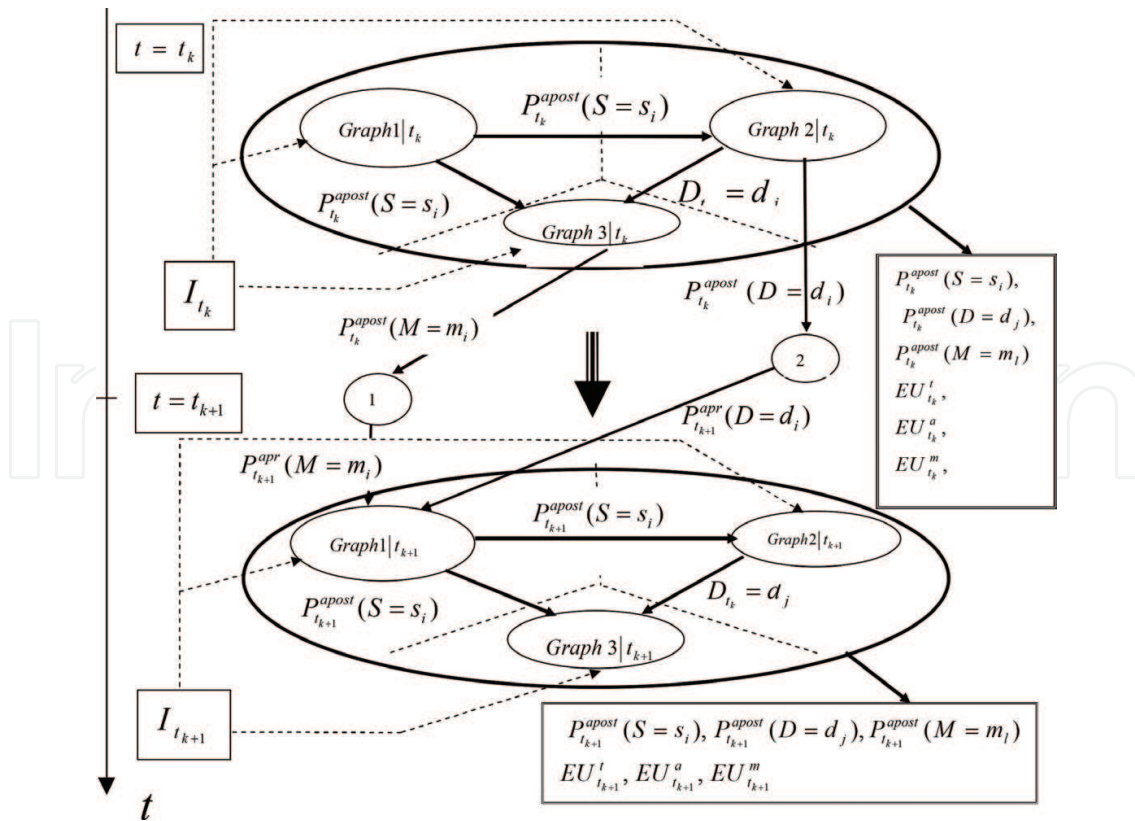 t = t_k
P_{t_k}^{apost}(S = s_i)
Graph1|t_k
Graph 2|t_k
P_{t_k}^{apost}(S = s_i)
D_t = d_i
Graph 3|t_k
I_{t_k}
P_{t_k}^{apost}(D = d_i)
P_{t_k}^{apost}(M = m_i)
P_{t_k}^{apost}(S = s_i),
P_{t_k}^{apost}(D = d_j),
P_{t_k}^{apost}(M = m_l)
EU_{t_k}^t,
EU_{t_k}^a,
EU_{t_k}^m,
1
2
t = t_{k+1}
P_{t_{k+1}}^{apr}(D = d_i)
P_{t_{k+1}}^{apr}(M = m_i)
P_{t_{k+1}}^{apost}(S = s_i)
Graph1|t_{k+1}
Graph2|t_{k+1}
P_{t_{k+1}}^{apost}(S = s_i)
D_{t_k} = d_j
Graph 3|t_{k+1}
I_{t_{k+1}}
P_{t_{k+1}}^{apost}(S = s_i), P_{t_{k+1}}^{apost}(D = d_j), P_{t_{k+1}}^{apost}(M = m_l)
EU_{t_{k+1}}^t, EU_{t_{k+1}}^a, EU_{t_{k+1}}^m
t